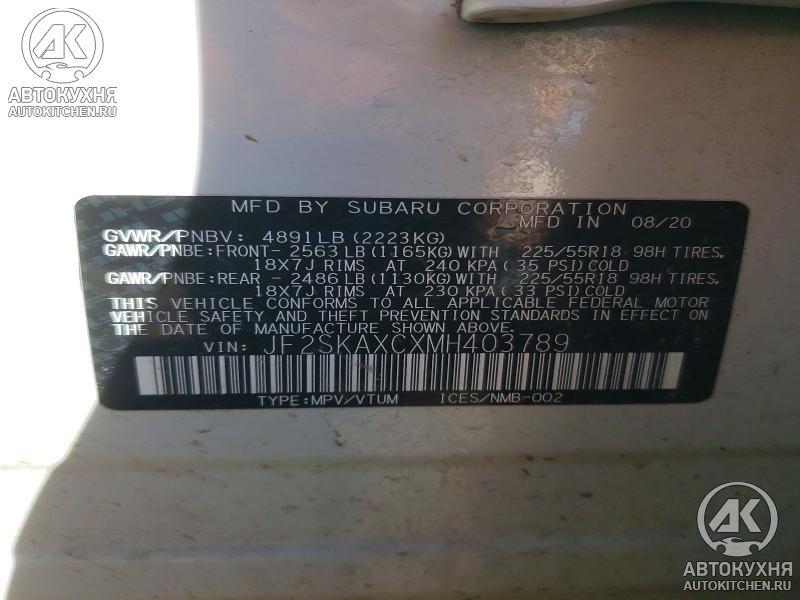 АК
АВТОКУХНЯ
AUTOKITCHEN.RU
MFD BY SUBARU CORPORATION
MFD IN 08/20
GVWR/PNBV: 4891LB (2223KG)
GAWR/PNBE:FRONT- 2563LB(1165KG)WITH 225/55R18 98H TIRES.
18X7J RIMS AT 240 KPA( 35 PSI)COLD
GAWR/PNBE:REAR - 2486LB(1130KG)WITH 225/55R18 98H TIRES.
18X7J RIMS AT 230 KPA( 33 PSI)COLD
THIS VEHICLE CONFORMS TO ALL APPLICABLE FEDERAL MOTOR
VEHICLE SAFETY AND THEFT PREVENTION STANDARDS IN EFFECT
ON THE DATE OF MANUFACTURE SHOWN ABOVE.
VIN: JF2SKAXCXMH403789
TYPE:MPV/VTUM ICES/NMB-002
АК
АВТОКУХНЯ
AUTOKITCHEN.RU